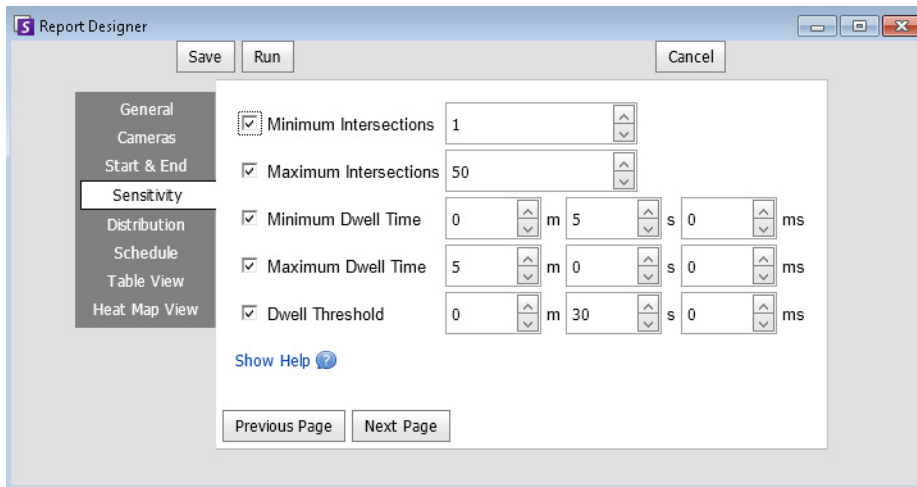 Report Designer
Save Run Cancel
General
Cameras
Start & End
Sensitivity
Distribution
Schedule
Table View
Heat Map View
Minimum Intersections 1
Maximum Intersections 50
Minimum Dwell Time 0 m 5 s 0 ms
Maximum Dwell Time 5 m 0 s 0 ms
Dwell Threshold 0 m 30 s 0 ms
Show Help ?
Previous Page Next Page